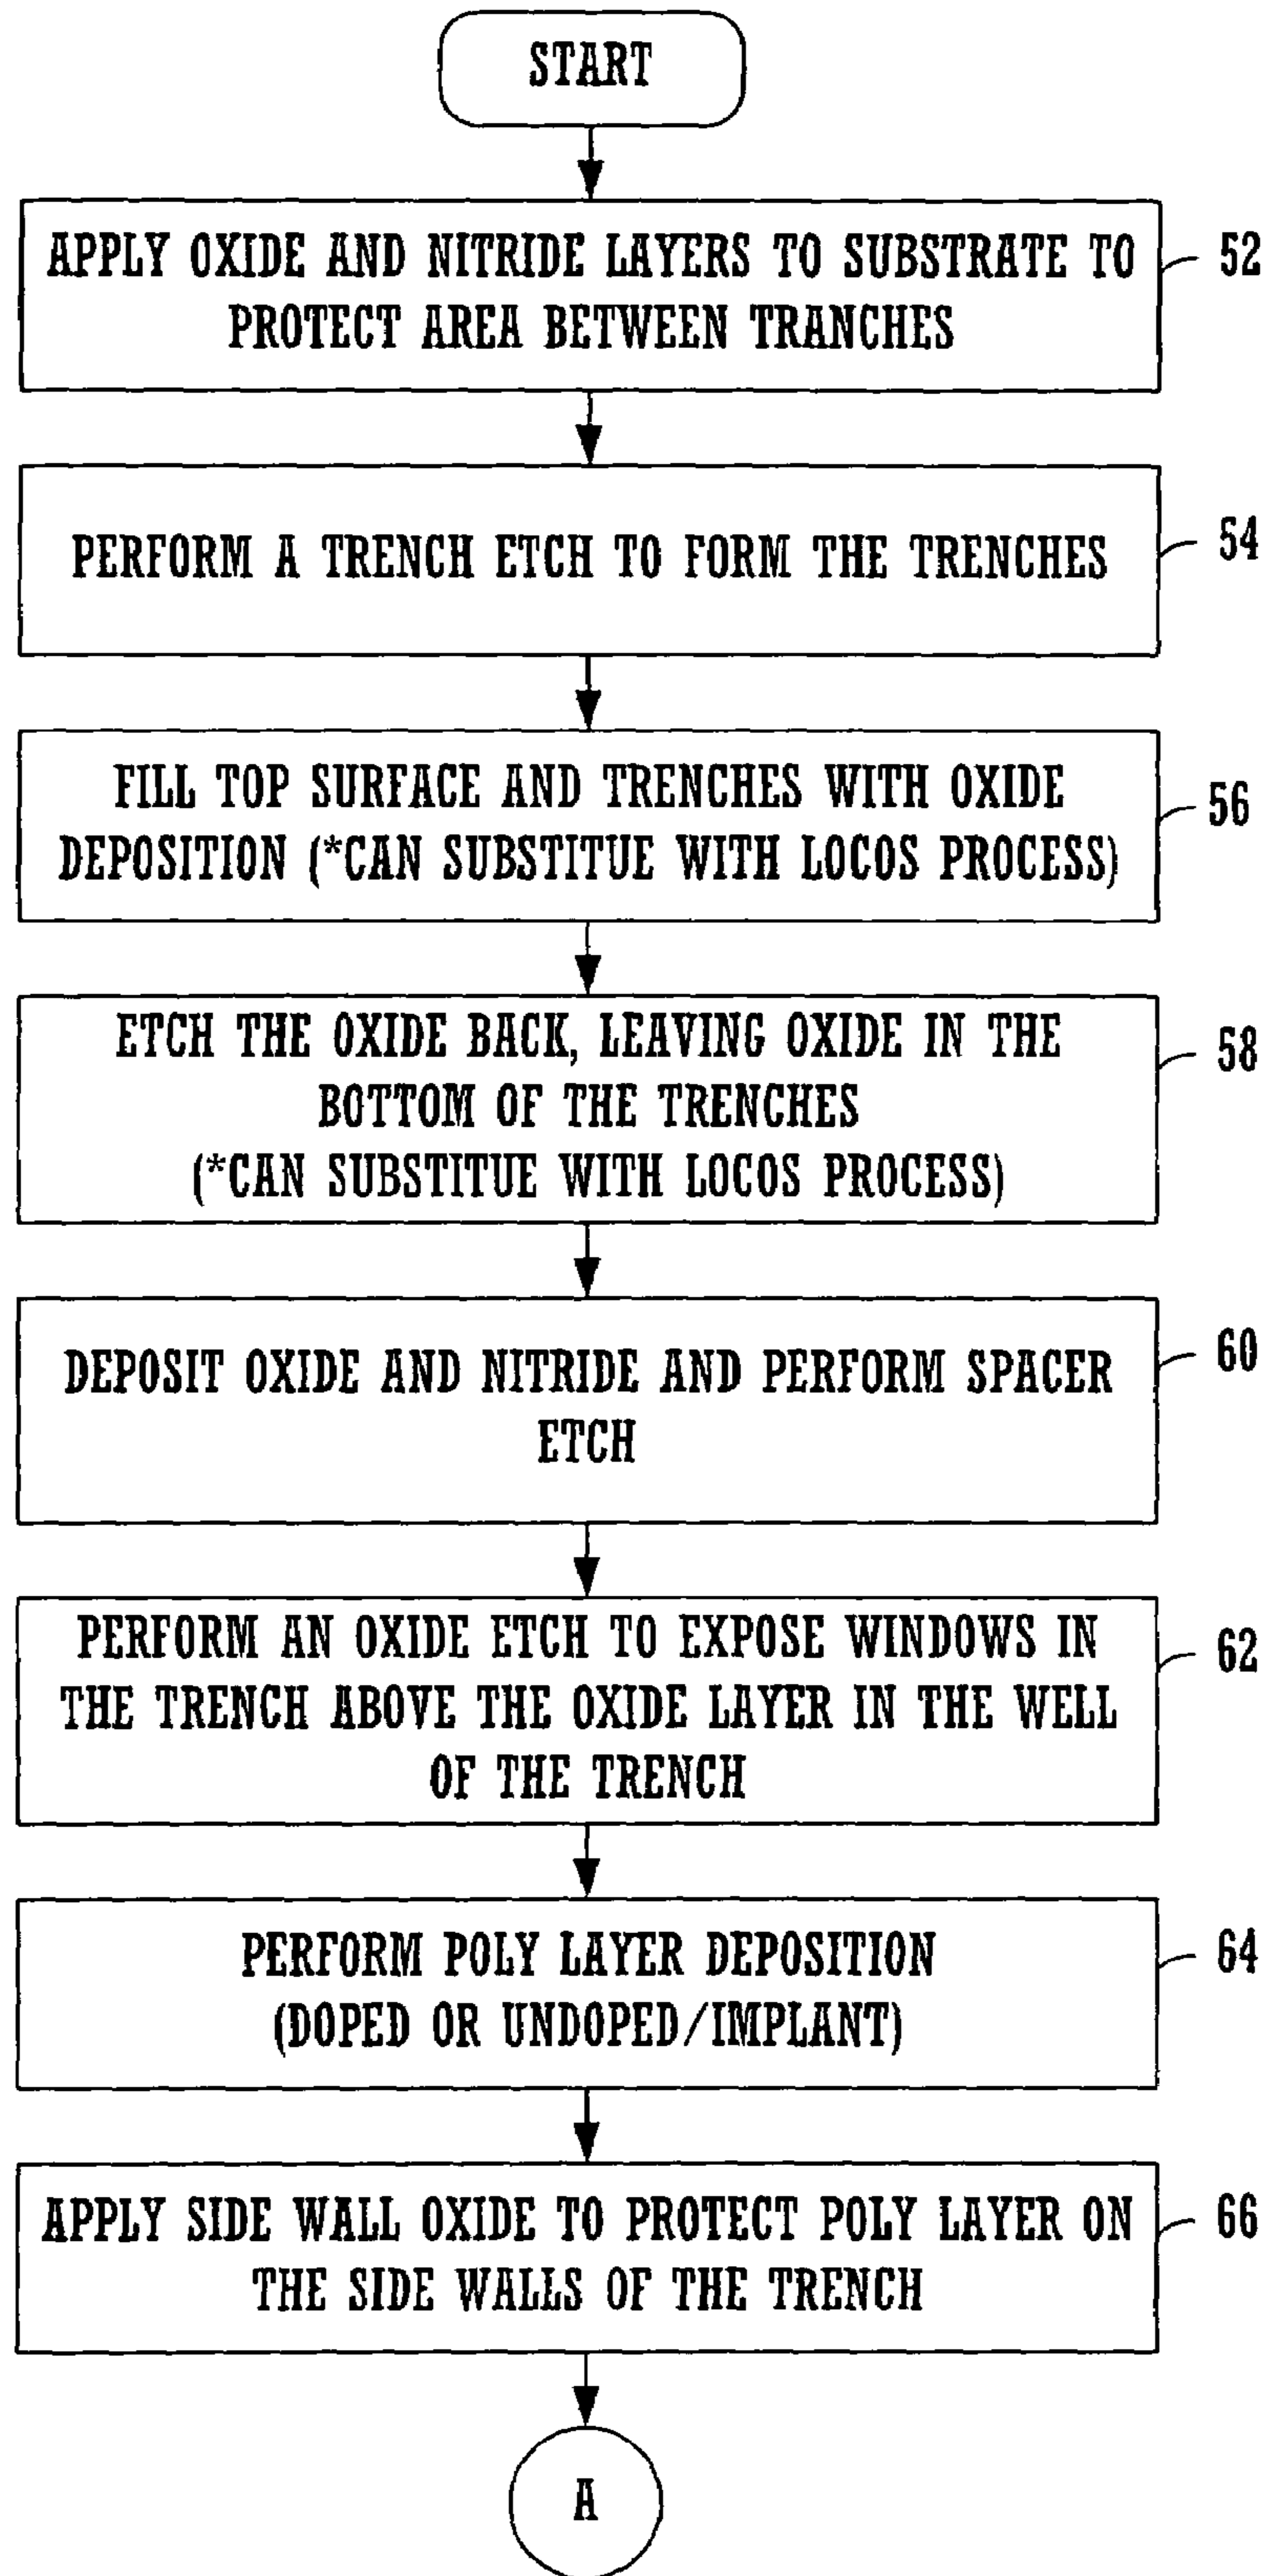 START
APPLY OXIDE AND NITRIDE LAYERS TO SUBSTRATE TO
PROTECT AREA BETWEEN TRANCHES
52
PERFORM A TRENCH ETCH TO FORM THE TRENCHES
54
FILL TOP SURFACE AND TRENCHES WITH OXIDE
DEPOSITION (*CAN SUBSTITUE WITH LOCOS PROCESS)
56
ETCH THE OXIDE BACK, LEAVING OXIDE IN THE
BOTTOM OF THE TRENCHES
(*CAN SUBSTITUE WITH LOCOS PROCESS)
58
DEPOSIT OXIDE AND NITRIDE AND PERFORM SPACER
ETCH
60
PERFORM AN OXIDE ETCH TO EXPOSE WINDOWS IN
THE TRENCH ABOVE THE OXIDE LAYER IN THE WELL
OF THE TRENCH
62
PERFORM POLY LAYER DEPOSITION
(DOPED OR UNDOPED/IMPLANT)
64
APPLY SIDE WALL OXIDE TO PROTECT POLY LAYER ON
THE SIDE WALLS OF THE TRENCH
66
A